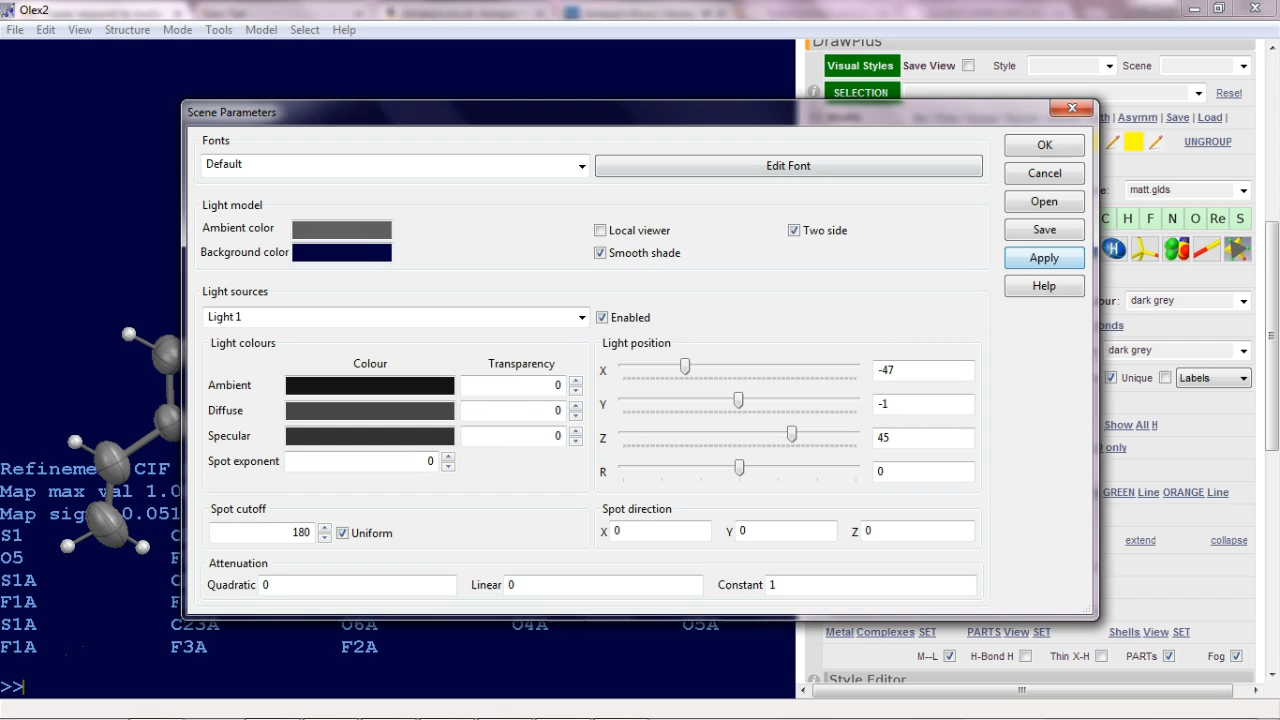 Olex2
File Edit View Structure Mode Tools Model Select Help
DrawPlus
Visual Styles Save View Style Scene
SELECTION Reset
Asymm | Save | Load |
UNGROUP
matt.glds
C H F N O Re S
dark grey
dark grey
Unique Labels
Show All H
GREEN Line ORANGE Line
extend collapse
Metal Complexes SET PARTS View SET Shells View SET
M--L H-Bond H Thin X-H PARTs Fog
Style Editor
Scene Parameters
Fonts
Default Edit Font
Light model
Ambient color
Background color
Local viewer Two side
Smooth shade
Light sources
Light 1 Enabled
Light colours
Colour Transparency
Ambient 0
Diffuse 0
Specular 0
Spot exponent 0
Light position
X -47
Y -1
Z 45
R 0
Spot cutoff
180 Uniform
Spot direction
X 0 Y 0 Z 0
Attenuation
Quadratic 0 Linear 0 Constant 1
OK
Cancel
Open
Save
Apply
Help
CIF
Map max val 1.0
Map sig 0.051
S1
O5
S1A
F1A
S1A C23A O6A O4A O5A
F1A F3A F2A
>>